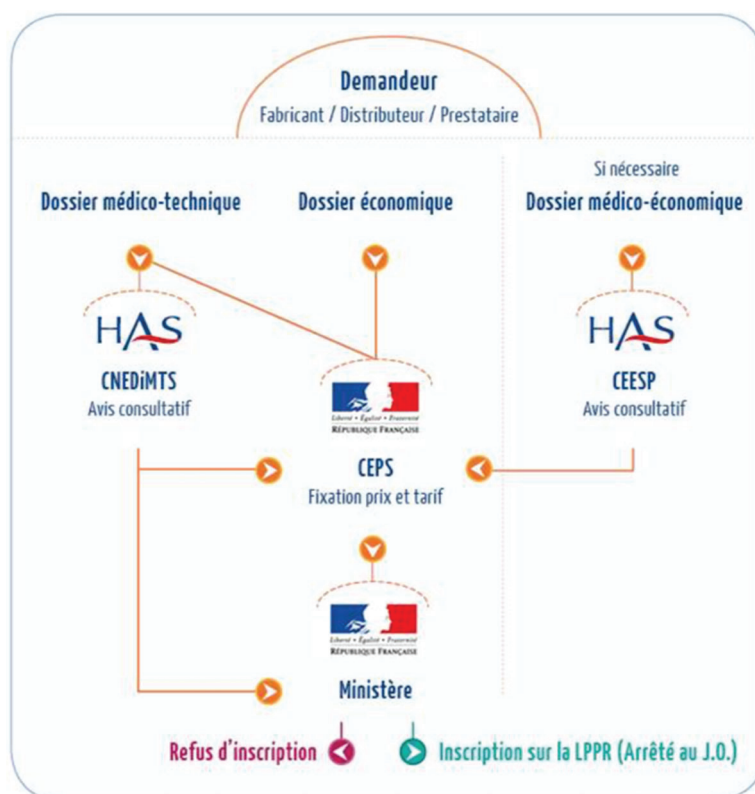 Demandeur
Fabricant / Distributeur / Prestataire
Si nécessaire
Dossier médico-technique
Dossier économique
Dossier médico-économique
HAS
HAS
CNEDiMTS
Avis consultatif
CEESP
Avis consultatif
Liberté • Égalité • Fraternité
RÉPUBLIQUE FRANÇAISE
CEPS
Fixation prix et tarif
Liberté • Égalité • Fraternité
RÉPUBLIQUE FRANÇAISE
Ministère
Refus d'inscription
Inscription sur la LPPR (Arrêté au J.O.)